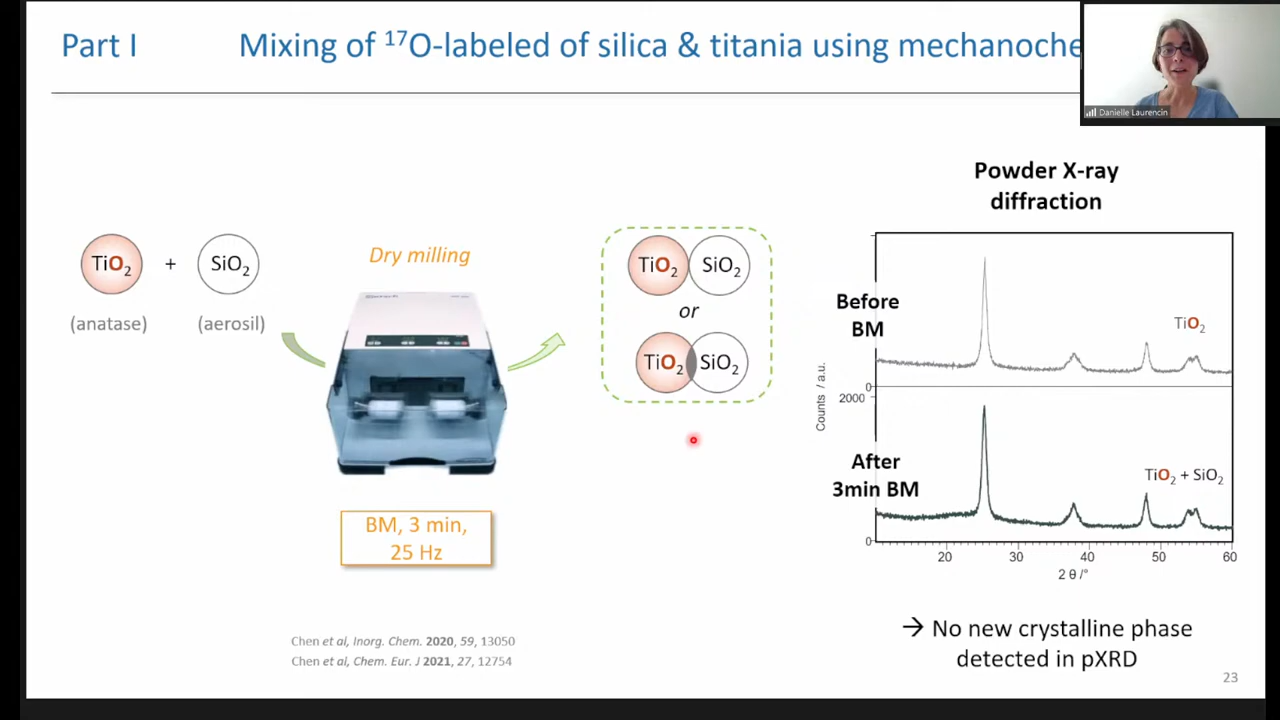 Part I
Mixing of ¹⁷O-labeled of silica & titania using mechanoche
Danielle Laurencin
TiO₂ + SiO₂
(anatase) (aerosil)
Dry milling
BM, 3 min,
25 Hz
TiO₂ SiO₂
or
TiO₂ SiO₂
Powder X-ray
diffraction
Before
BM
TiO₂
0
2000
Counts / a.u.
After
3min BM
TiO₂ + SiO₂
0
20 30 40 50 60
2 θ /°
→ No new crystalline phase
detected in pXRD
Chen et al, Inorg. Chem. 2020, 59, 13050
Chen et al, Chem. Eur. J 2021, 27, 12754
23